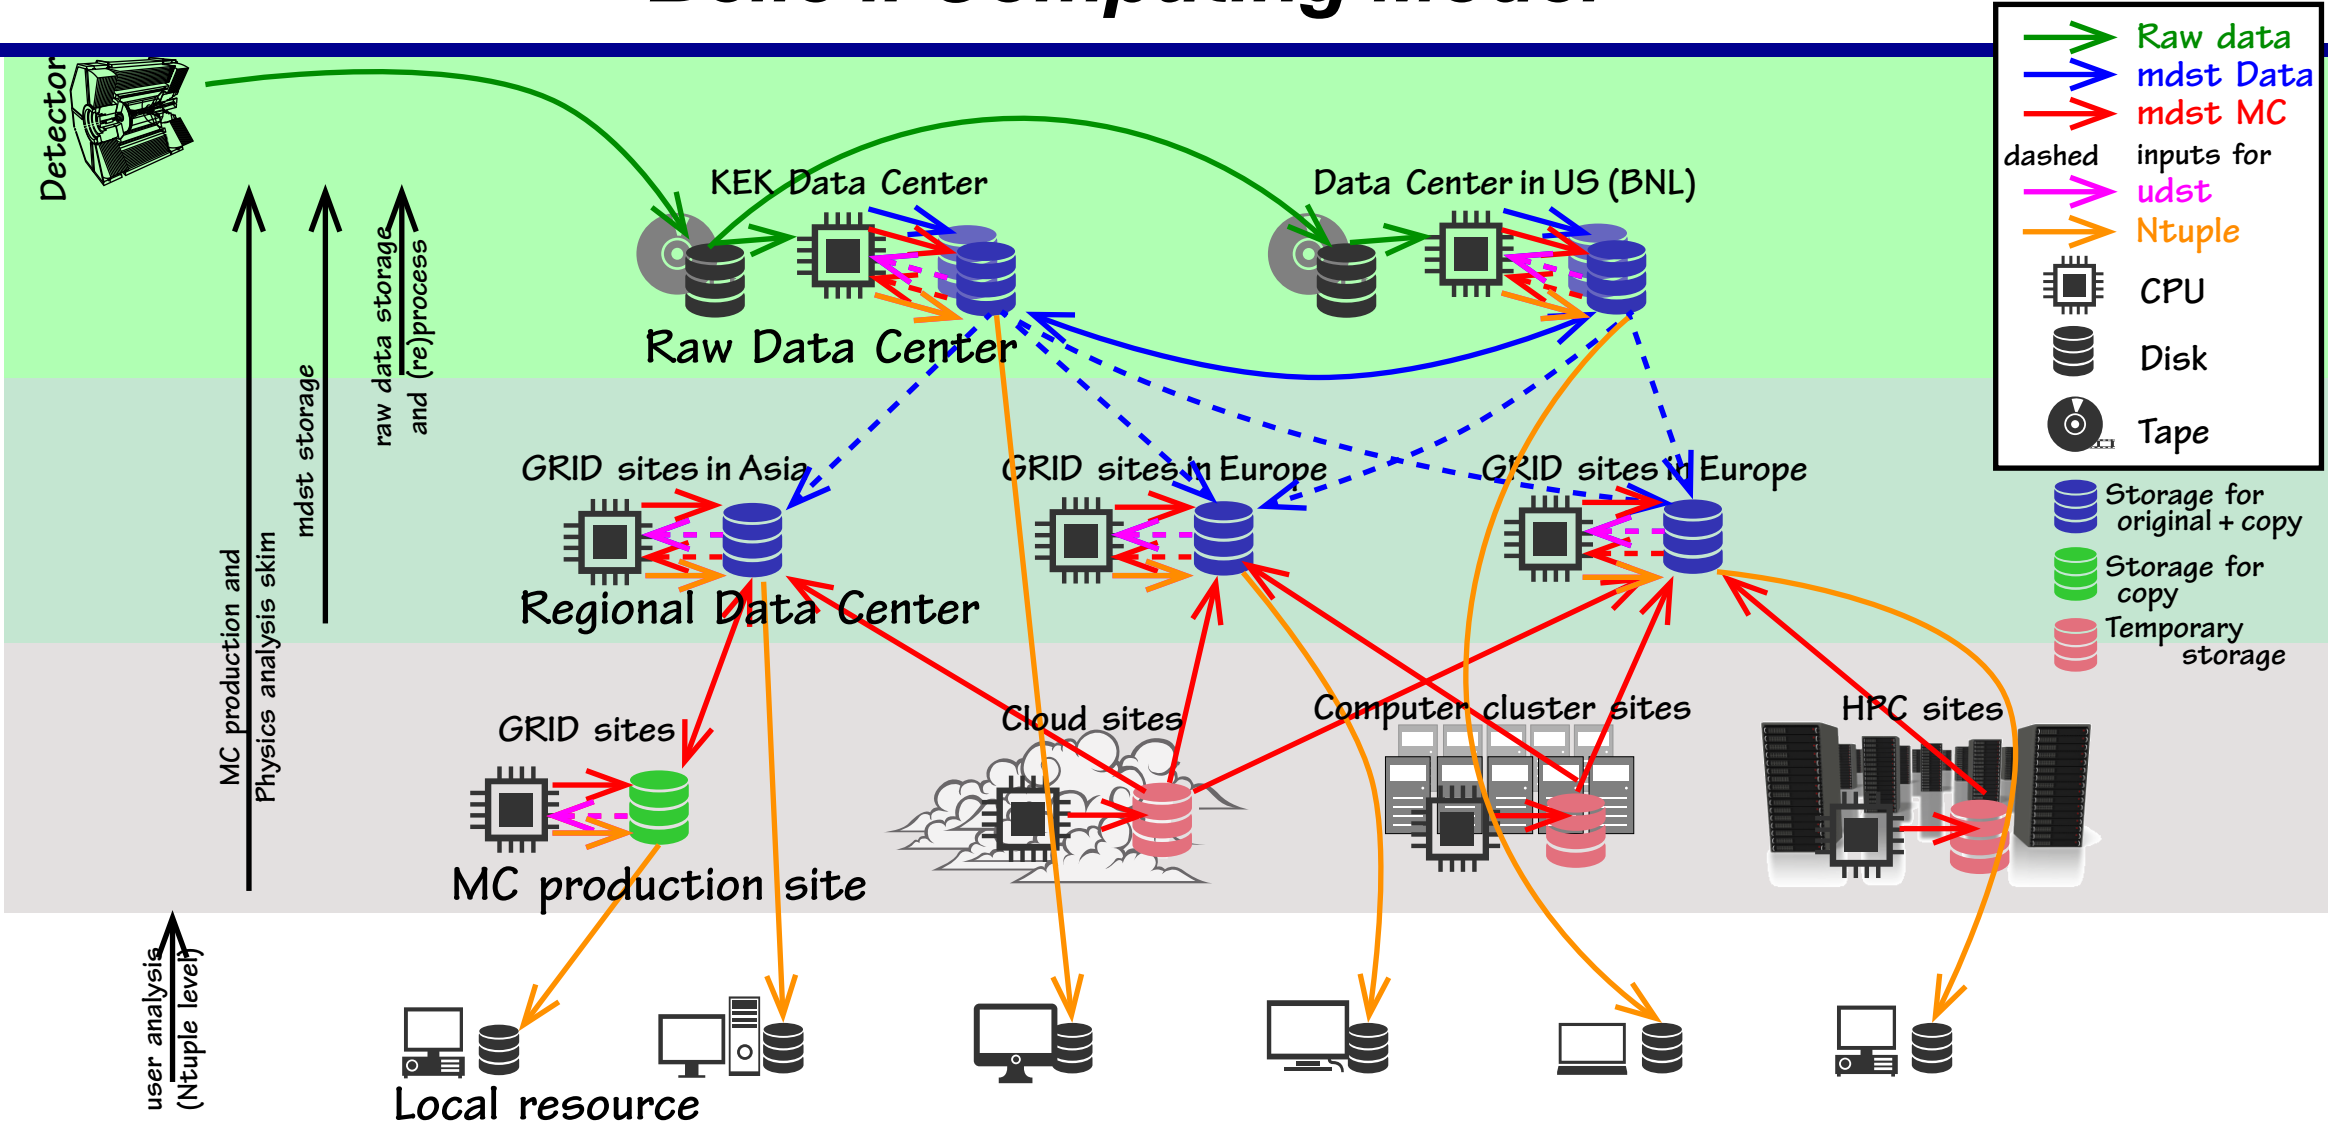 Belle II Computing Model
Detector
Raw data
mdst Data
mdst MC
dashed inputs for
udst
Ntuple
CPU
Disk
Tape
Storage for
original + copy
Storage for
copy
Temporary
storage
KEK Data Center
Data Center in US (BNL)
Raw Data Center
raw data storage
and (re)process
mdst storage
MC production and
Physics analysis skim
GRID sites in Asia
GRID sites in Europe
GRID sites in Europe
Regional Data Center
GRID sites
Cloud sites
Computer cluster sites
HPC sites
MC production site
user analysis
(Ntuple level)
Local resource